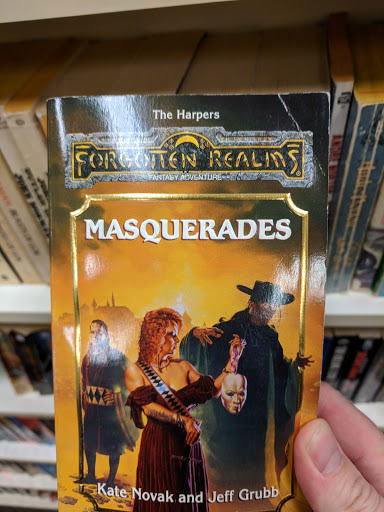 The Harpers
FORGOTTEN REALMS
FANTASY ADVENTURE
MASQUERADES
Kate Novak and Jeff Grubb